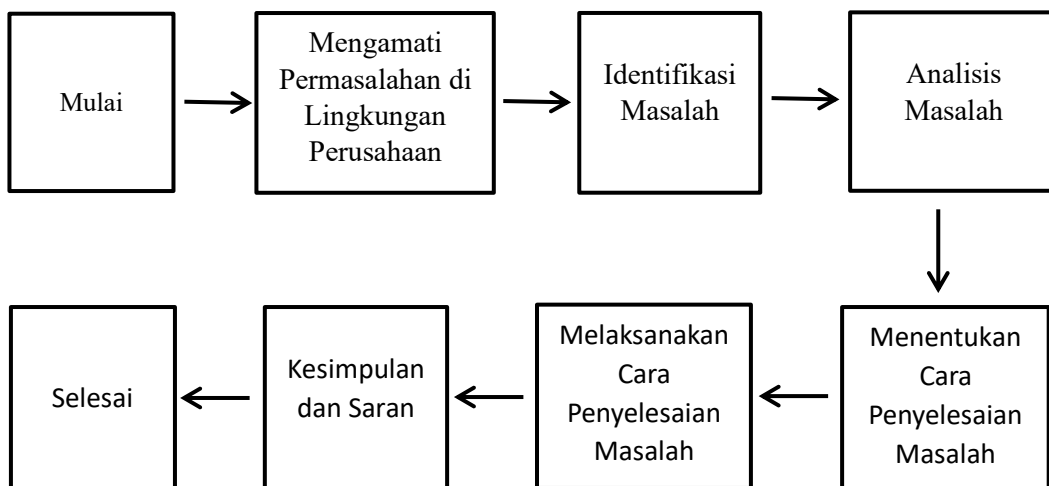 Mulai
Mengamati
Permasalahan di
Lingkungan
Perusahaan
Identifikasi
Masalah
Analisis
Masalah
Menentukan
Cara
Penyelesaian
Masalah
Melaksanakan
Cara
Penyelesaian
Masalah
Kesimpulan
dan Saran
Selesai